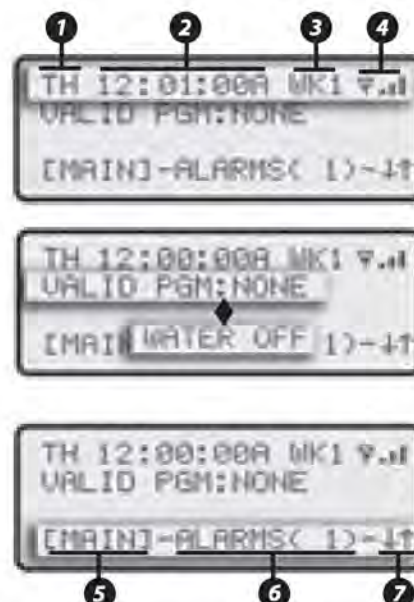 1 2 3 4
TH 12:01:00A WK1
VALID PGM:NONE
[MAIN]-ALARMS( 1)-↓↑
TH 12:00:00A WK1
VALID PGM:NONE
[MAI WATER OFF 1)-↓↑
TH 12:00:00A WK1
VALID PGM:NONE
[MAIN]-ALARMS( 1)-↓↑
5 6 7